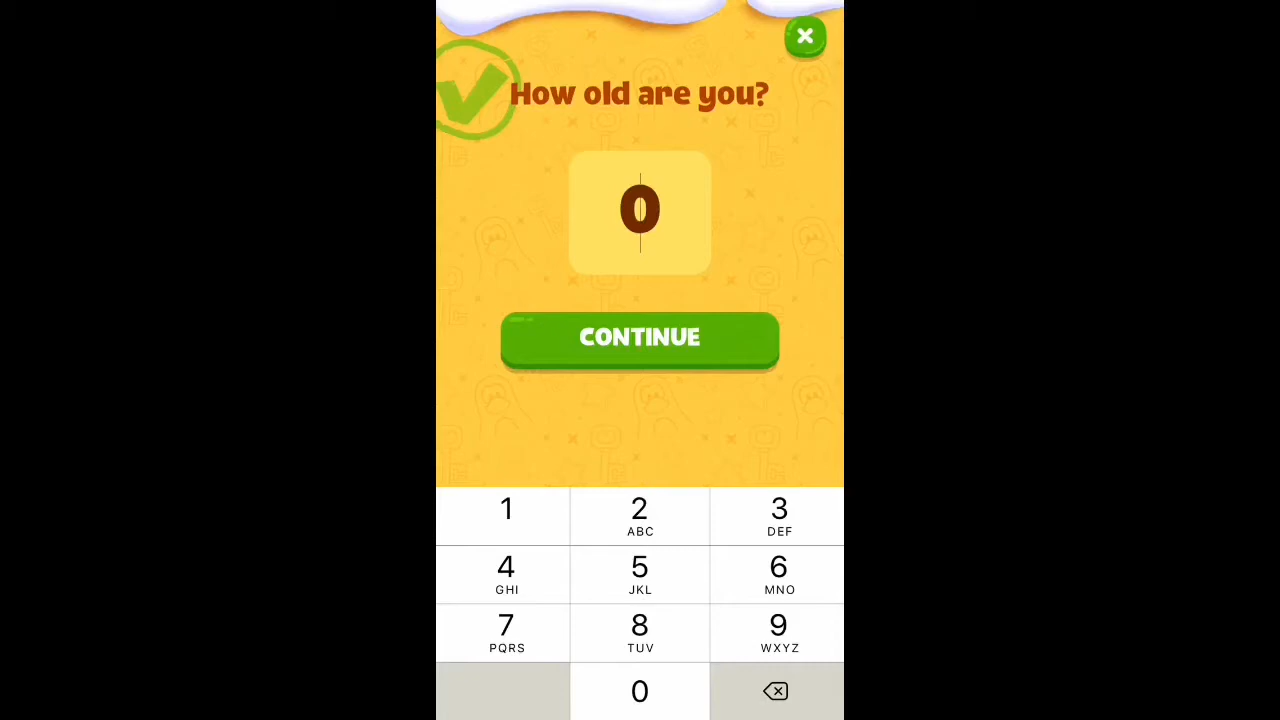 How old are you?
0
CONTINUE
1 2 3
ABC DEF
4 5 6
GHI JKL MNO
7 8 9
PQRS TUV WXYZ
0